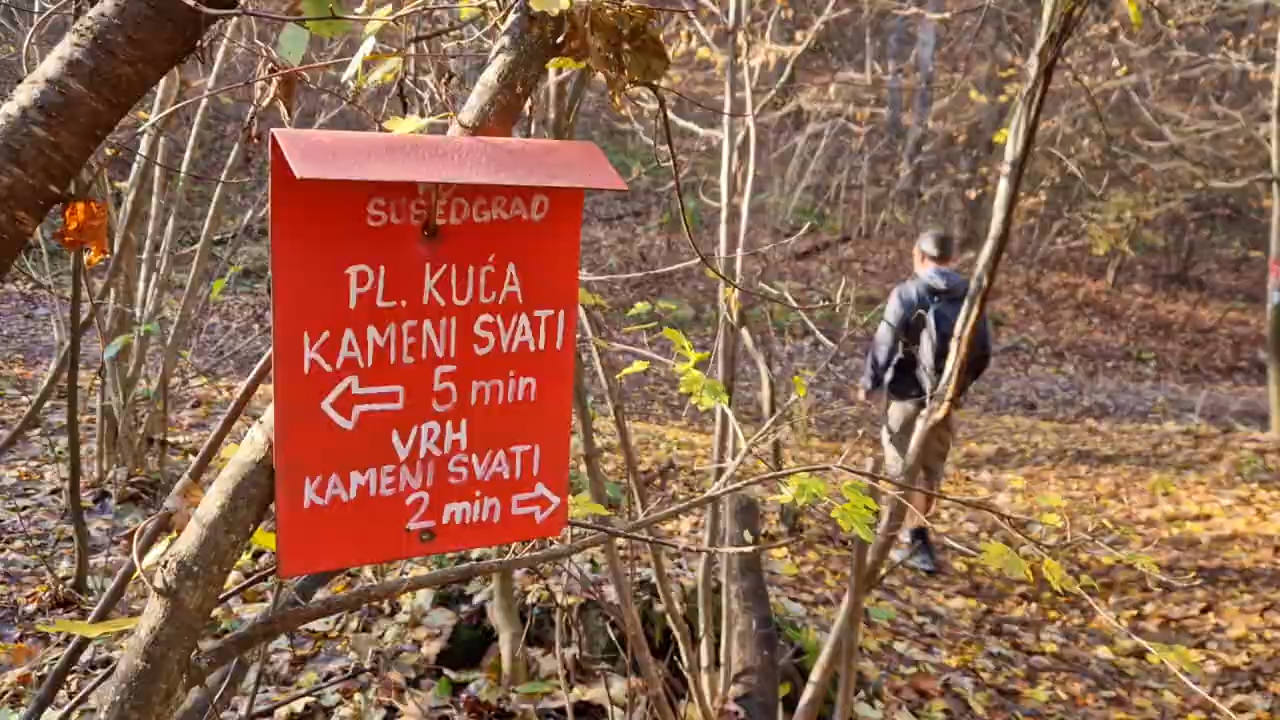 SUSEDGRAD
PL. KUĆA
KAMENI SVATI
5 min
VRH
KAMENI SVATI
2 min